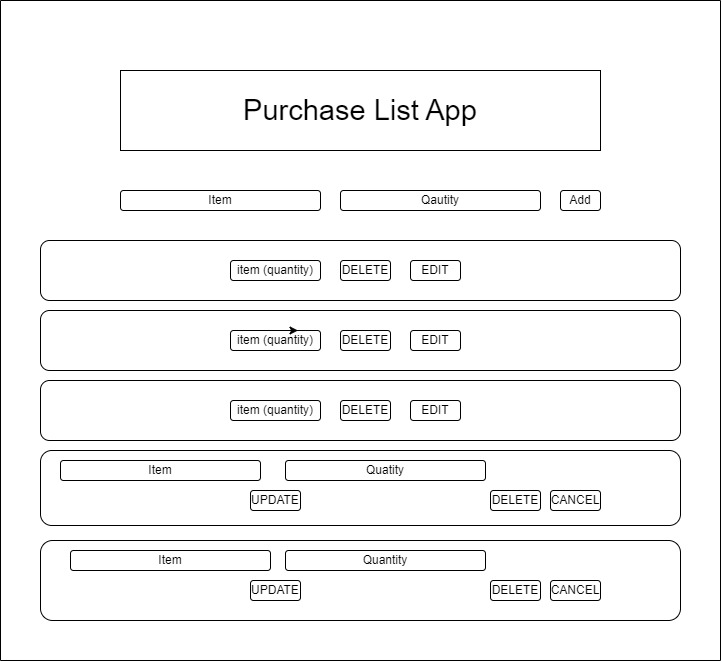 Purchase List App
Item Qautity Add
item (quantity) DELETE EDIT
item (quantity) DELETE EDIT
item (quantity) DELETE EDIT
Item Quatity
UPDATE DELETE CANCEL
Item Quantity
UPDATE DELETE CANCEL